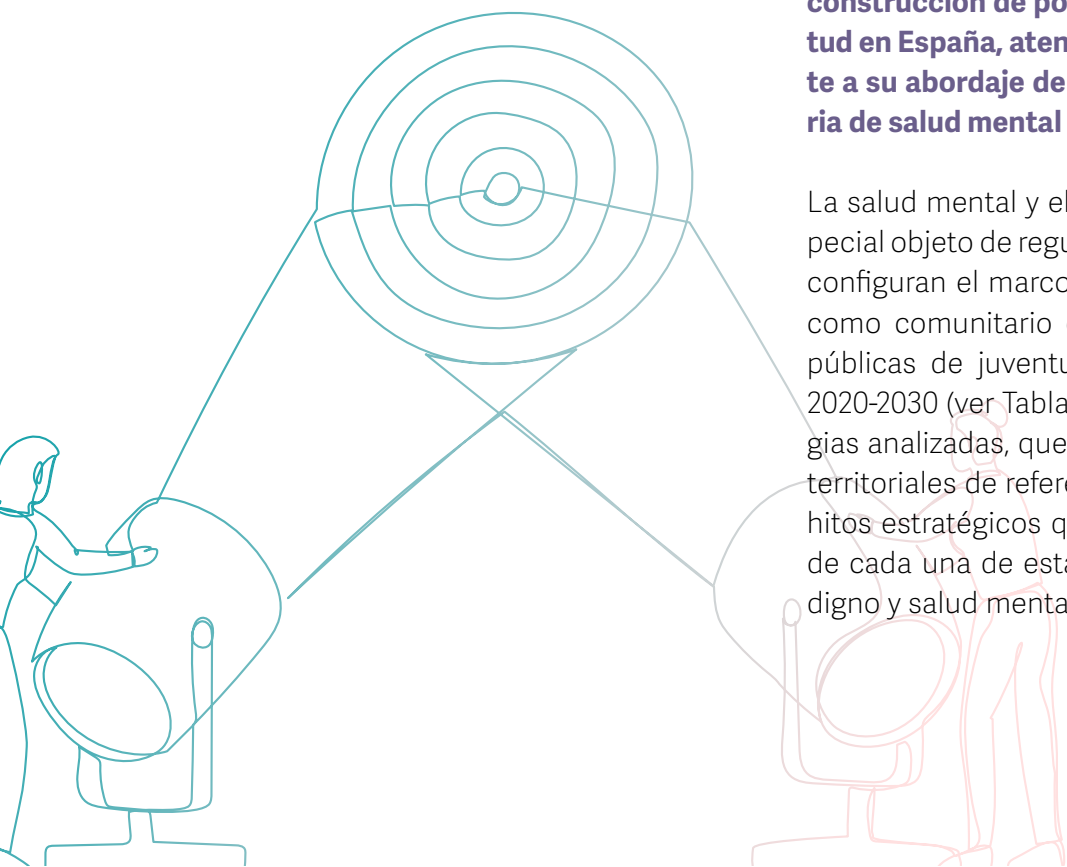 construcción de po
tud en España, aten
te a su abordaje de
ria de salud mental
La salud mental y el
pecial objeto de regu
configuran el marco
como comunitario
públicas de juventu
2020-2030 (ver Tabla
gias analizadas, que
territoriales de refere
hitos estratégicos q
de cada una de esta
digno y salud menta